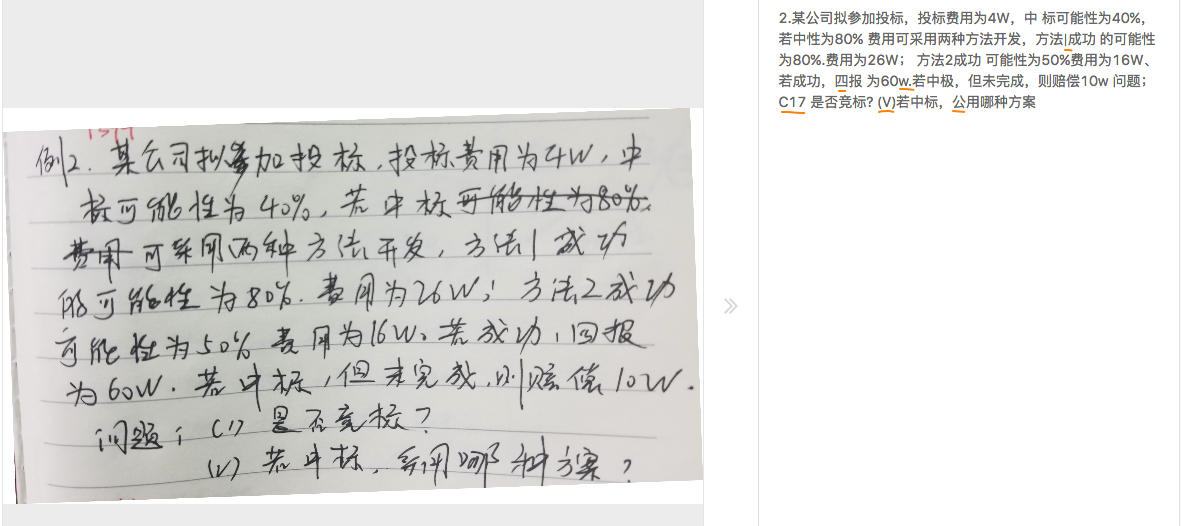 例2. 某公司拟参加投标,投标费用为4W,中
标可能性为40%,若中标可能性为80%.
费用可采用两种方法开发,方法1成功
的可能性为80%.费用为26W;方法2成功
可能性为50%费用为16W。若成功,回报
为60W.若中标,但未完成,则赔偿10W.
问题;(1) 是否竞标?
(2) 若中标,采用哪种方案?
2.某公司拟参加投标,投标费用为4W,中 标可能性为40%,
若中性为80% 费用可采用两种方法开发,方法|成功 的可能性
为80%.费用为26W; 方法2成功 可能性为50%费用为16W、
若成功,四报 为60w.若中极,但未完成,则赔偿10w 问题;
C17 是否竞标? (V)若中标,公用哪种方案